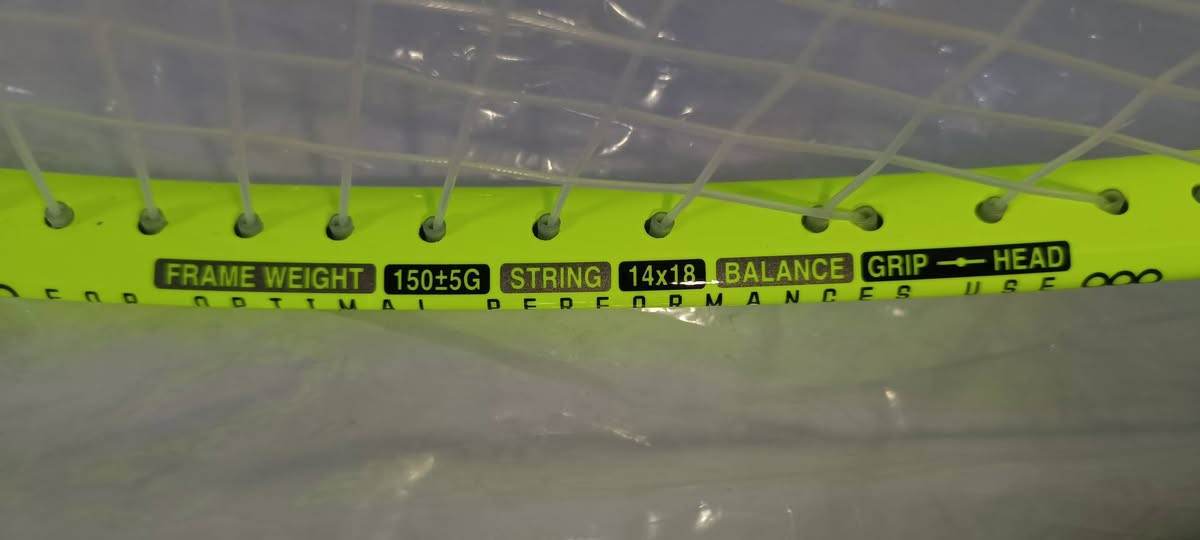 FRAME WEIGHT 150±5G STRING 14x18 BALANCE GRIP HEAD
FOR OPTIMAL PERFORMANCES USE